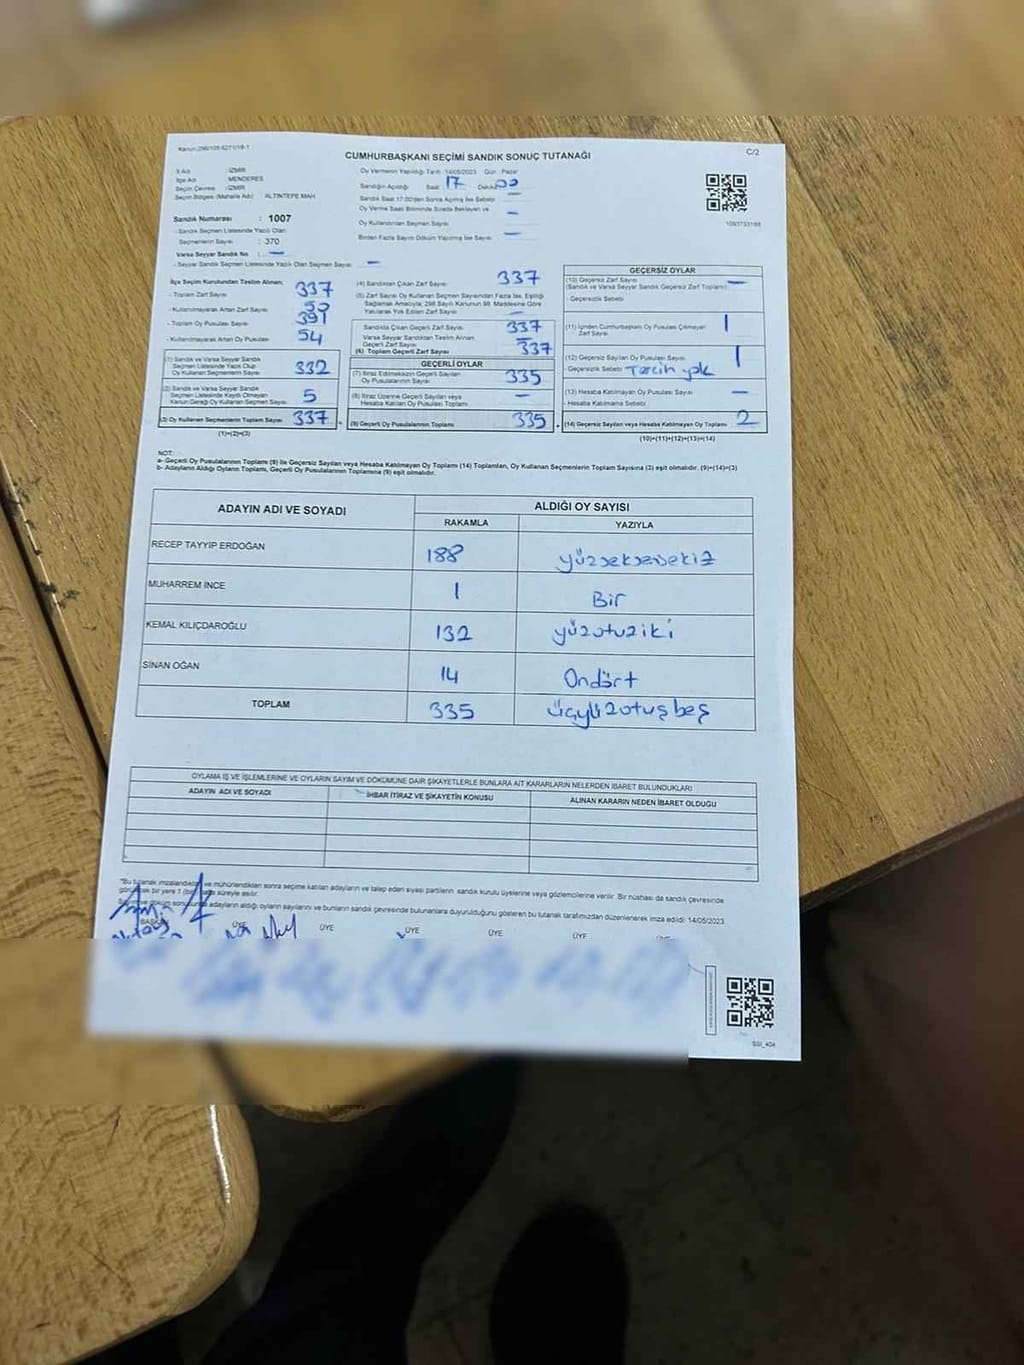 Kanun:298/105 6271/18-1
CUMHURBAŞKANI SEÇİMİ SANDIK SONUÇ TUTANAĞI
C/2
İl Adı : İZMİR
İlçe Adı : MENDERES
Seçim Çevresi : İZMİR
Seçim Bölgesi (Mahalle Adı) : ALTINTEPE MAH.
Sandık Numarası : 1007
- Sandık Seçmen Listesinde Yazılı Olan
Seçmenlerin Sayısı : 370
Varsa Seyyar Sandık No : —
- Seyyar Sandık Seçmen Listesinde Yazılı Olan Seçmen Sayısı : —
Oy Vermenin Yapıldığı Tarih : 14/05/2023 Gün : Pazar
Sandığın Açıldığı Saat 17 Dakika 00
Sandık Saat 17:00'den Sonra Açılmış İse Sebebi —
Oy Verme Saati Bitiminde Sırada Bekleyen ve
Oy Kullandırılan Seçmen Sayısı —
Birden Fazla Sayım Döküm Yapılmış İse Sayısı —
1093753188
İlçe Seçim Kurulundan Teslim Alınan;
- Toplam Zarf Sayısı 337
- Kullanılmayarak Artan Zarf Sayısı 50
- Toplam Oy Pusulası Sayısı 391
- Kullanılmayarak Artan Oy Pusulası 54
(1) Sandık ve Varsa Seyyar Sandık
Seçmen Listesinde Yazılı Olup
Oy Kullanan Seçmenlerin Sayısı 332
(2) Sandık ve Varsa Seyyar Sandık
Seçmen Listesinde Kayıtlı Olmayan
Kanun Gereği Oy Kullanan Seçmen Sayısı 5
(3) Oy Kullanan Seçmenlerin Toplam Sayısı 337
(1)+(2)=(3)
(4) Sandıktan Çıkan Zarf Sayısı 337
(5) Zarf Sayısı Oy Kullanan Seçmen Sayısından Fazla İse, Eşitliği
Sağlamak Amacıyla; 298 Sayılı Kanunun 98. Maddesine Göre
Yakılarak Yok Edilen Zarf Sayısı —
Sandıkta Çıkan Geçerli Zarf Sayısı 337
Varsa Seyyar Sandıktan Teslim Alınan
Geçerli Zarf Sayısı —
(6) Toplam Geçerli Zarf Sayısı 337
GEÇERLİ OYLAR
(7) İtiraz Edilmeksizin Geçerli Sayılan
Oy Pusulalarının Sayısı 335
(8) İtiraz Üzerine Geçerli Sayılan veya
Hesaba Katılan Oy Pusulası Toplamı —
(9) Geçerli Oy Pusulalarının Toplamı 335
GEÇERSİZ OYLAR
(10) Geçersiz Zarf Sayısı
(Sandık ve Varsa Seyyar Sandık Geçersiz Zarf Toplamı) —
- Geçersizlik Sebebi
(11) İçinden Cumhurbaşkanı Oy Pusulası Çıkmayan
Zarf Sayısı 1
(12) Geçersiz Sayılan Oy Pusulası Sayısı 1
- Geçersizlik Sebebi Tercih yok
(13) Hesaba Katılmayan Oy Pusulası Sayısı —
- Hesaba Katılmama Sebebi
(14) Geçersiz Sayılan veya Hesaba Katılmayan Oy Toplamı 2
(10)+(11)+(12)+(13)=(14)
NOT:
a- Geçerli Oy Pusulalarının Toplamı (9) ile Geçersiz Sayılan veya Hesaba Katılmayan Oy Toplamı (14) Toplamları, Oy Kullanan Seçmenlerin Toplam Sayısına (3) eşit olmalıdır. (9)+(14)=(3)
b- Adayların Aldığı Oyların Toplamı, Geçerli Oy Pusulalarının Toplamına (9) eşit olmalıdır.
ADAYIN ADI VE SOYADI
ALDIĞI OY SAYISI
RAKAMLA YAZIYLA
RECEP TAYYİP ERDOĞAN 188 yüzseksensekiz
MUHARREM İNCE 1 Bir
KEMAL KILIÇDAROĞLU 132 yüzotuziki
SİNAN OĞAN 14 Ondört
TOPLAM 335 üçyüzotuşbeş
OYLAMA İŞ VE İŞLEMLERİNE VE OYLARIN SAYIM VE DÖKÜMÜNE DAİR ŞİKAYETLERLE BUNLARA AİT KARARLARIN NELERDEN İBARET BULUNDUKLARI
ADAYIN ADI VE SOYADI İHBAR İTİRAZ VE ŞİKAYETİN KONUSU ALINAN KARARIN NEDEN İBARET OLDUĞU
"Bu tutanak imzalandıktan ve mühürlendikten sonra seçime katılan adayların ve talep eden siyasi partilerin sandık kurulu üyelerine veya gözlemcilerine verilir. Bir nüshası da sandık çevresinde
görülecek bir yere 1 (bir) hafta süreyle asılır.
Sayım ve döküm sonucunda adayların aldığı oyların sayılarını ve bunların sandık çevresinde bulunanlara duyurulduğunu gösteren bu tutanak tarafımızdan düzenlenerek imza edildi. 14/05/2023
BAŞKAN ÜYE ÜYE ÜYE ÜYE ÜYE
SSI_404